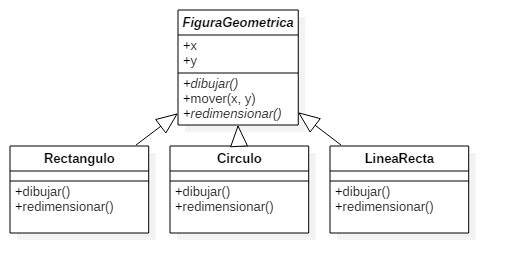 FiguraGeometrica
+x
+y
+dibujar()
+mover(x, y)
+redimensionar()
Rectangulo
+dibujar()
+redimensionar()
Circulo
+dibujar()
+redimensionar()
LineaRecta
+dibujar()
+redimensionar()